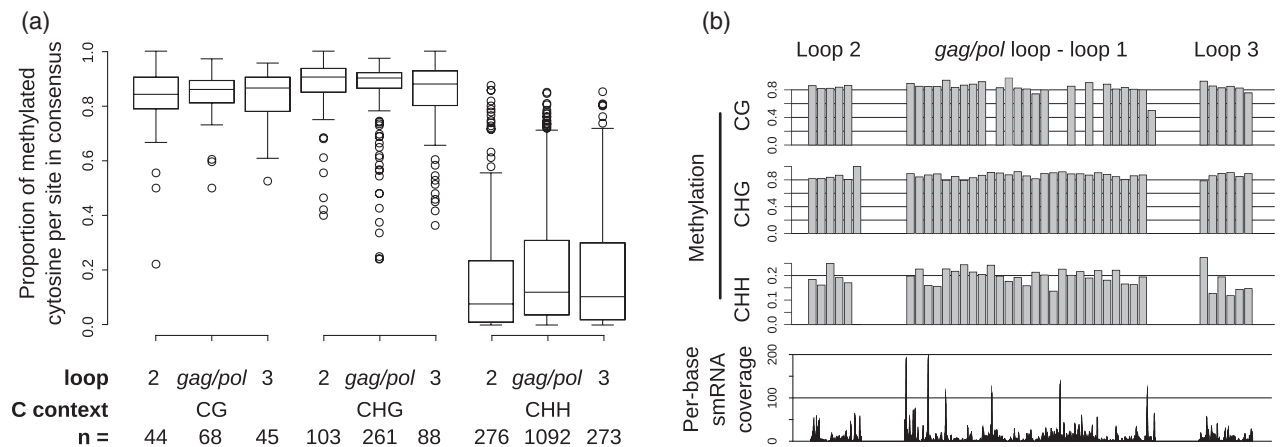 (a)
Proportion of methylated
cytosine per site in consensus
1.0
0.8
0.6
0.4
0.2
0.0
loop 2 gag/pol 3 2 gag/pol 3 2 gag/pol 3
C context CG CHG CHH
n = 44 68 45 103 261 88 276 1092 273
(b)
Loop 2 gag/pol loop - loop 1 Loop 3
Methylation
CG
0.8
0.4
0.0
CHG
0.8
0.4
0.0
CHH
0.2
0.1
0.0
Per-base
smRNA
coverage
200
100
0